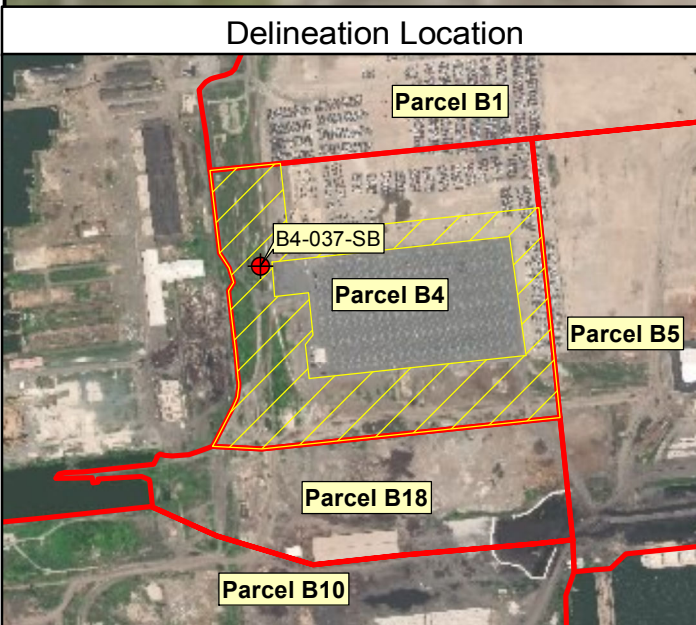 Delineation Location
Parcel B1
B4-037-SB
Parcel B4
Parcel B5
Parcel B18
Parcel B10